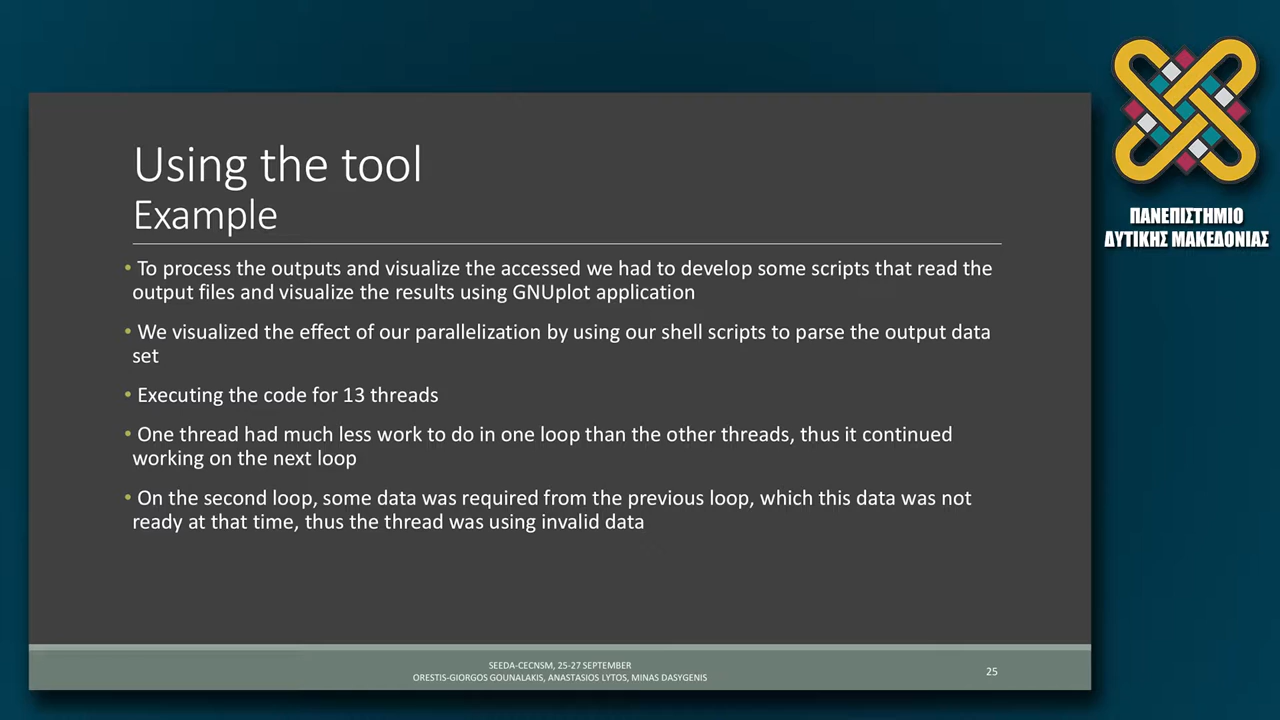 Using the tool
Example
• To process the outputs and visualize the accessed we had to develop some scripts that read the
output files and visualize the results using GNUplot application
• We visualized the effect of our parallelization by using our shell scripts to parse the output data
set
• Executing the code for 13 threads
• One thread had much less work to do in one loop than the other threads, thus it continued
working on the next loop
• On the second loop, some data was required from the previous loop, which this data was not
ready at that time, thus the thread was using invalid data
SEEDA-CECNSM, 25-27 SEPTEMBER
ORESTIS-GIORGOS GOUNALAKIS, ANASTASIOS LYTOS, MINAS DASYGENIS
25
ΠΑΝΕΠΙΣΤΗΜΙΟ
ΔΥΤΙΚΗΣ ΜΑΚΕΔΟΝΙΑΣ